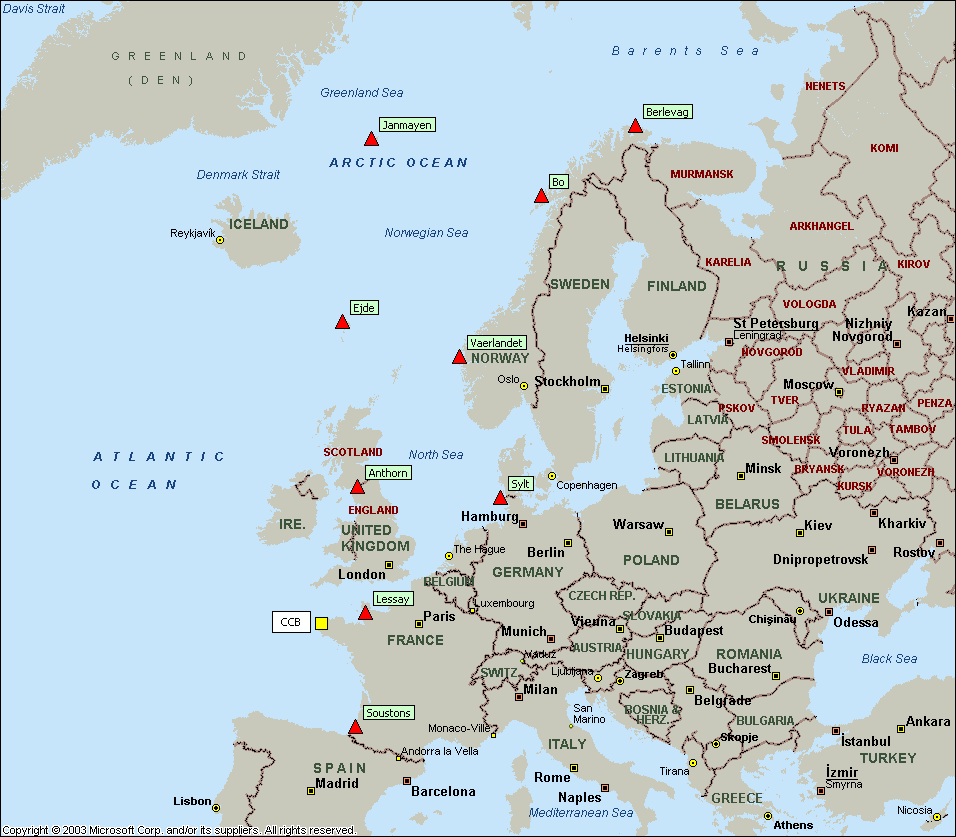 Davis Strait
GREENLAND
(DEN)
Barents Sea
Greenland Sea
Janmayen
Berlevag
NENETS
ARCTIC OCEAN
KOMI
Denmark Strait
Bo
MURMANSK
Reykjavík
ICELAND
Norwegian Sea
ARKHANGEL
KARELIA
RUSSIA
KIROV
SWEDEN
FINLAND
VOLOGDA
Ejde
Kazan
St Petersburg
Leningrad
Nizhniy
Novgorod
Vaerlandet
NORWAY
Helsinki
Helsingfors
NOVGOROD
Tallinn
VLADIMIR
Oslo
Stockholm
ESTONIA
Moscow
TVER
PSKOV
RYAZAN
PENZA
LATVIA
TULA
TAMBOV
SMOLENSK
SCOTLAND
North Sea
LITHUANIA
Voronezh
ATLANTIC
OCEAN
Anthorn
Sylt
Copenhagen
Minsk
BRYANSK
VORONEZH
KURSK
ENGLAND
BELARUS
IRE.
UNITED
KINGDOM
Hamburg
Warsaw
Kiev
Kharkiv
The Hague
Berlin
POLAND
Dnipropetrovsk
Rostov
London
BELGIUM
GERMANY
CZECH REP.
Lessay
Luxembourg
UKRAINE
CCB
Paris
SLOVAKIA
Chişinau
Odessa
FRANCE
Munich
Vienna
Budapest
AUSTRIA
HUNGARY
ROMANIA
Vaduz
SWITZ.
Ljubljana
Zagreb
Bucharest
Black Sea
Milan
Belgrade
Soustons
San
Marino
BOSNIA &
HERZ.
BULGARIA
Monaco-Ville
Skopje
Ankara
Andorra la Vella
ITALY
İstanbul
TURKEY
SPAIN
Madrid
Barcelona
Rome
Tirana
İzmir
Smyrna
Lisbon
Naples
GREECE
Mediterranean Sea
Nicosia
Athens
Copyright © 2003 Microsoft Corp. and/or its suppliers. All rights reserved.